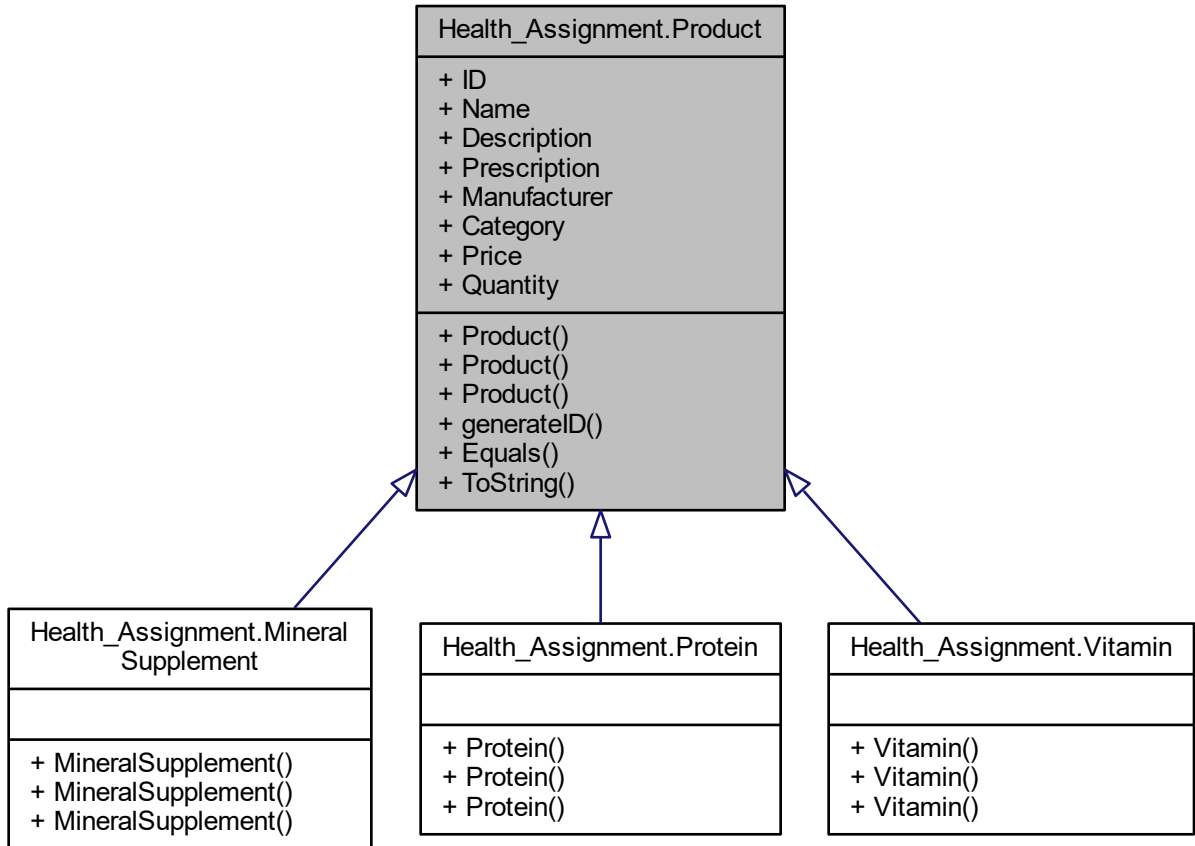 Health_Assignment.Product
+ ID
+ Name
+ Description
+ Prescription
+ Manufacturer
+ Category
+ Price
+ Quantity
+ Product()
+ Product()
+ Product()
+ generateID()
+ Equals()
+ ToString()
Health_Assignment.Mineral
Supplement
+ MineralSupplement()
+ MineralSupplement()
+ MineralSupplement()
Health_Assignment.Protein
+ Protein()
+ Protein()
+ Protein()
Health_Assignment.Vitamin
+ Vitamin()
+ Vitamin()
+ Vitamin()